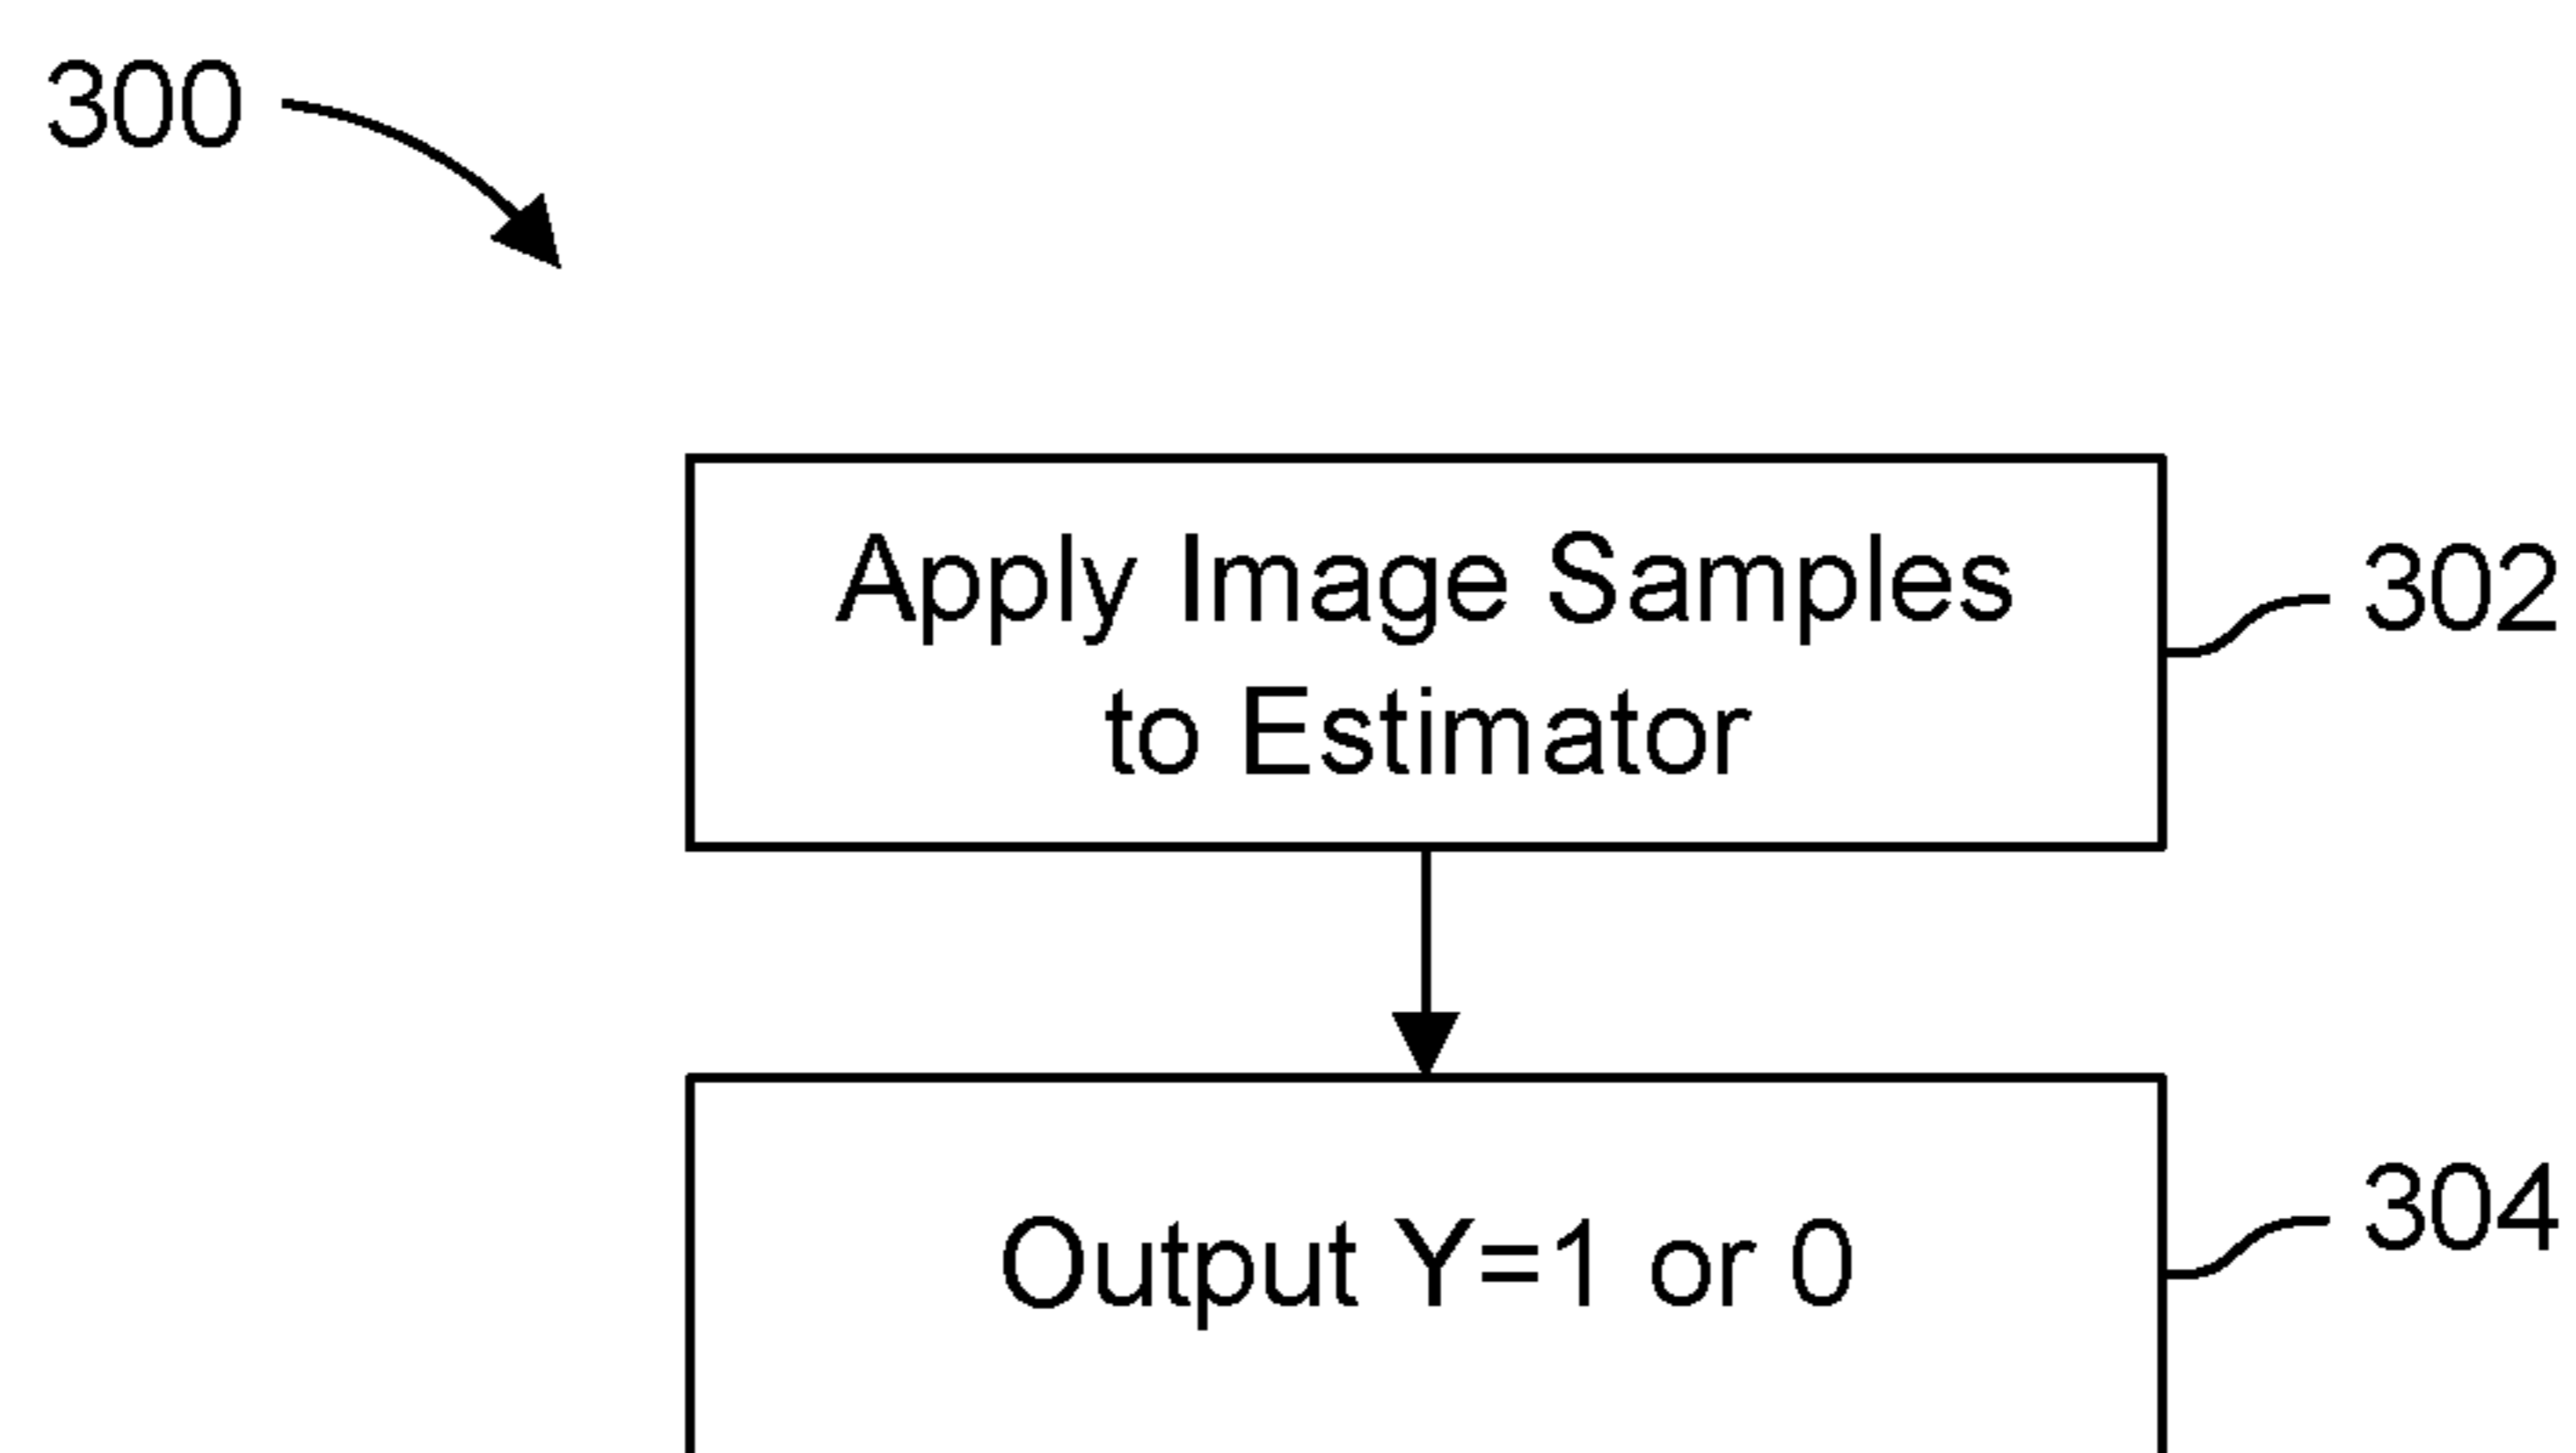 300
Apply Image Samples
to Estimator
302
Output Y=1 or 0
304